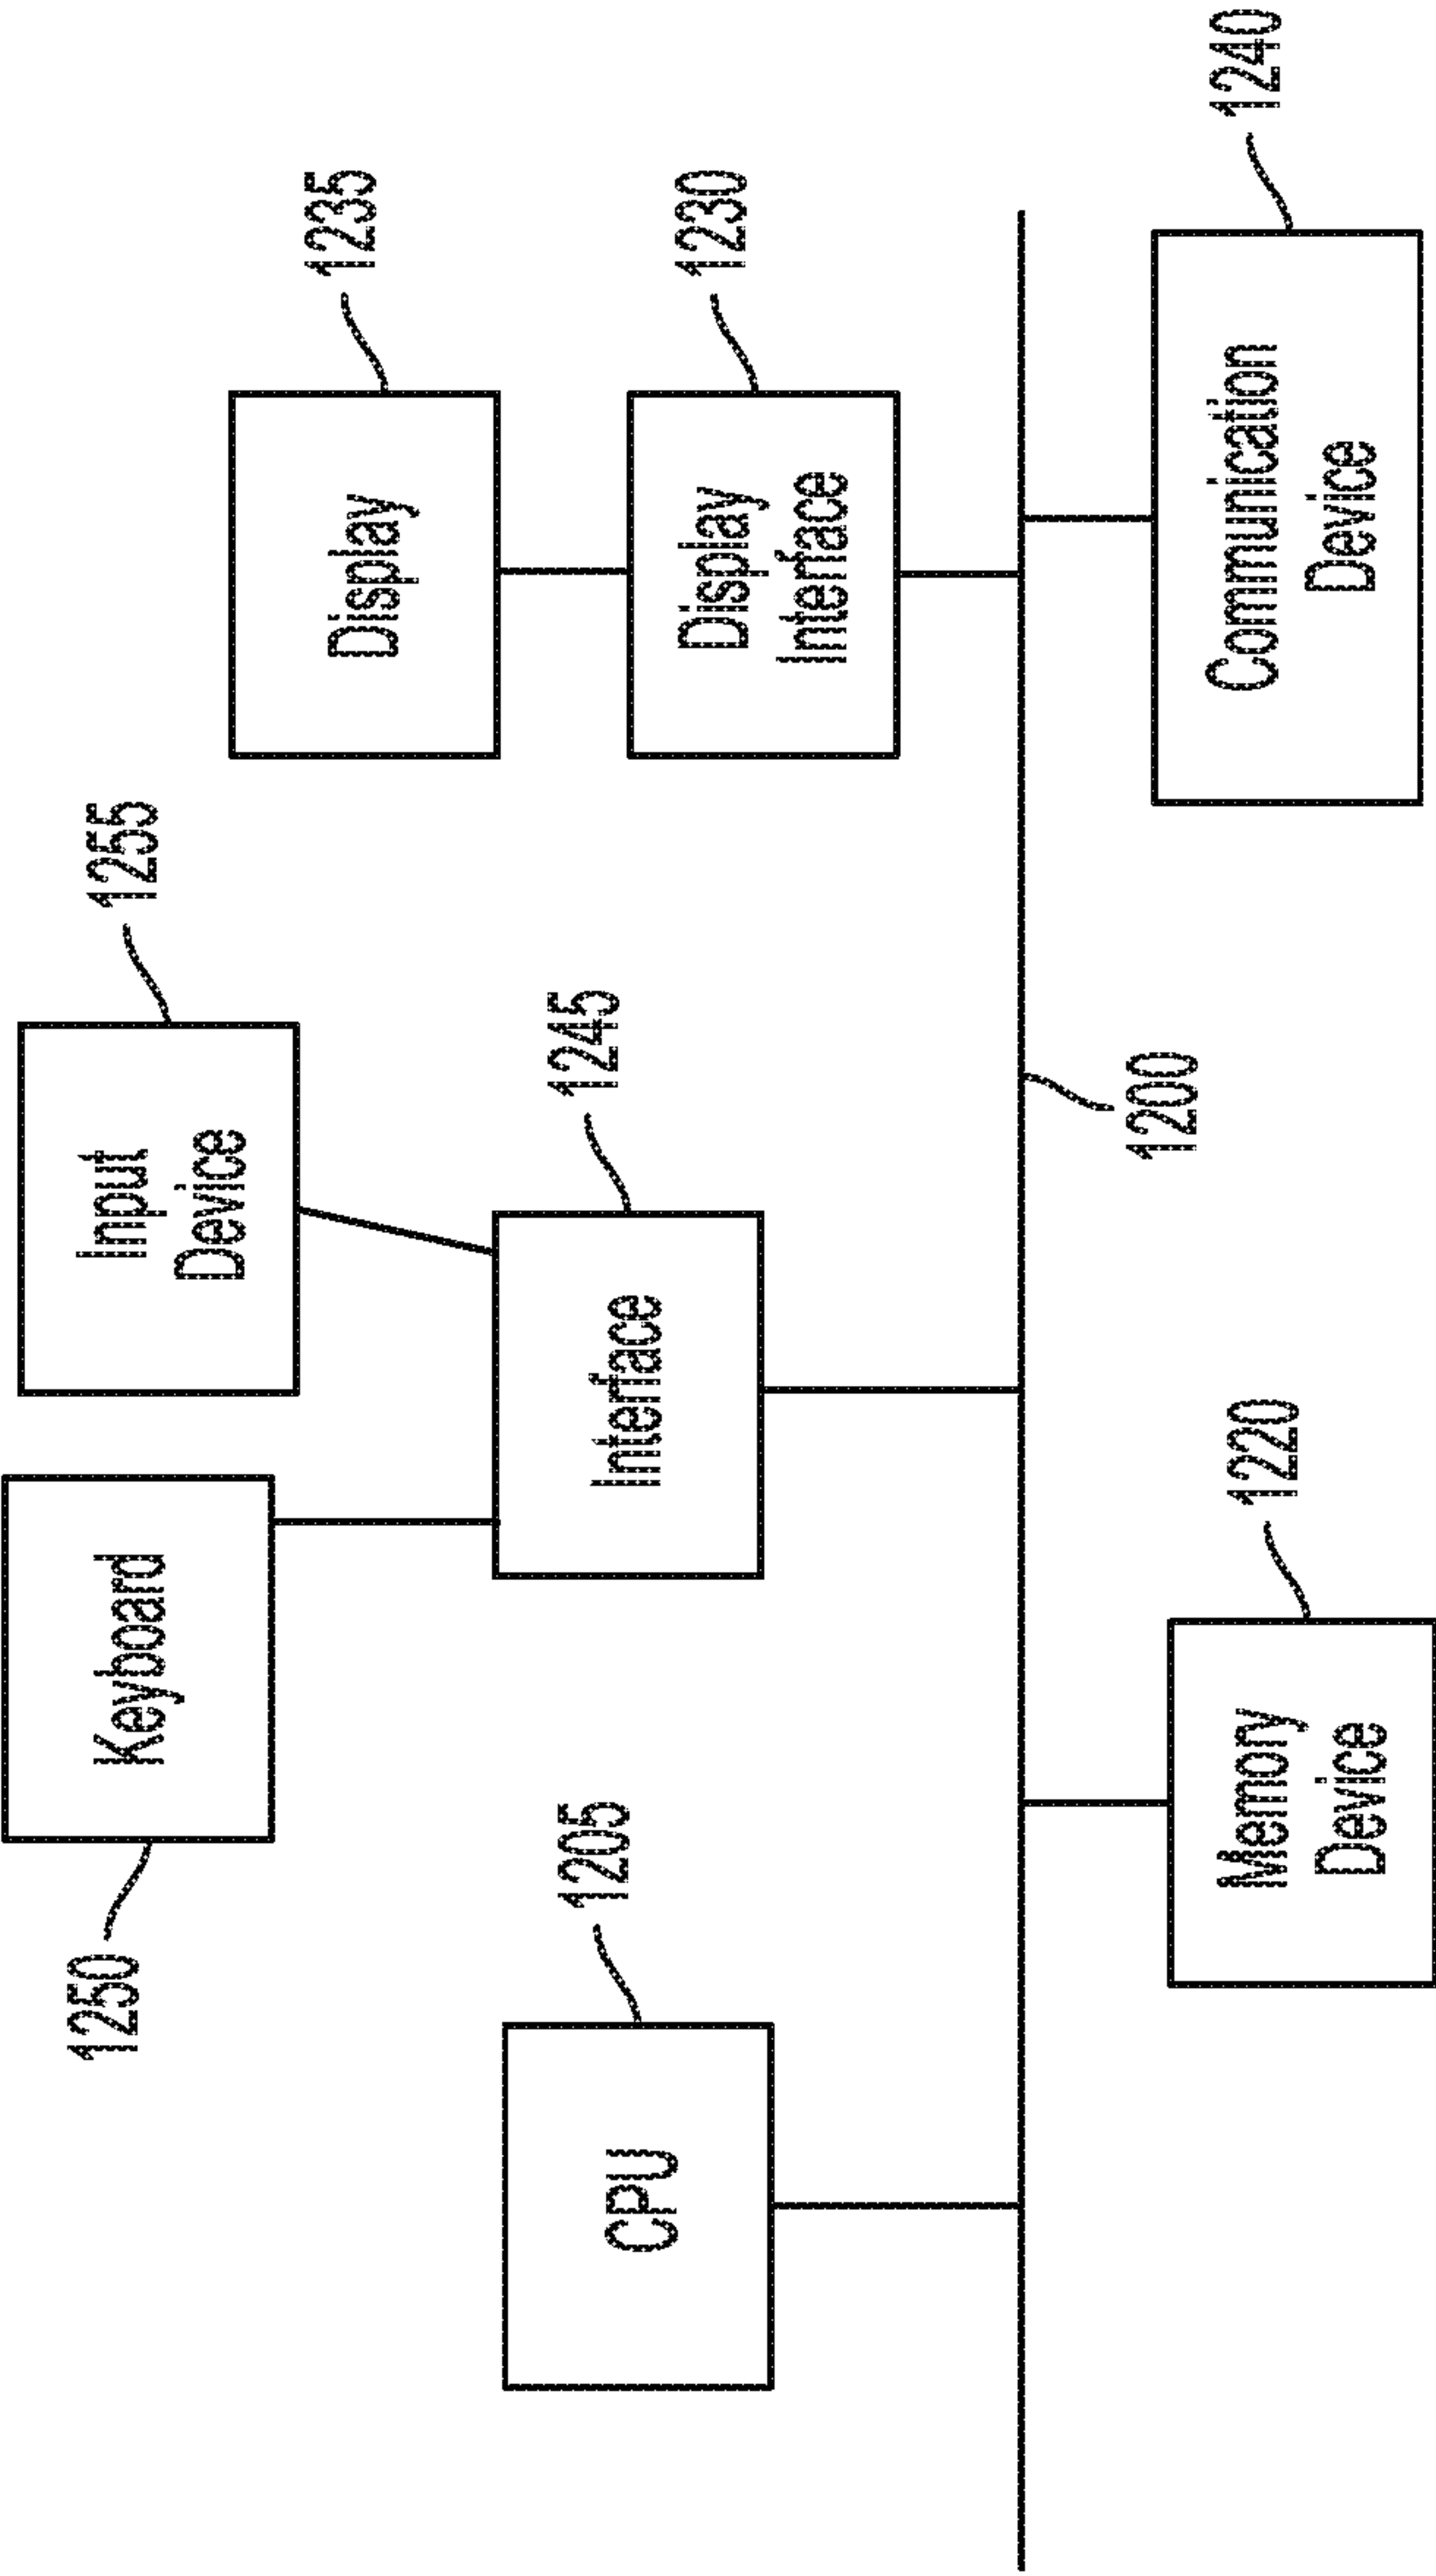 1250
Keyboard
Input
Device
1255
Display
1235
CPU
1205
Interface
1245
Display
Interface
1230
1200
Memory
Device
1220
Communication
Device
1240